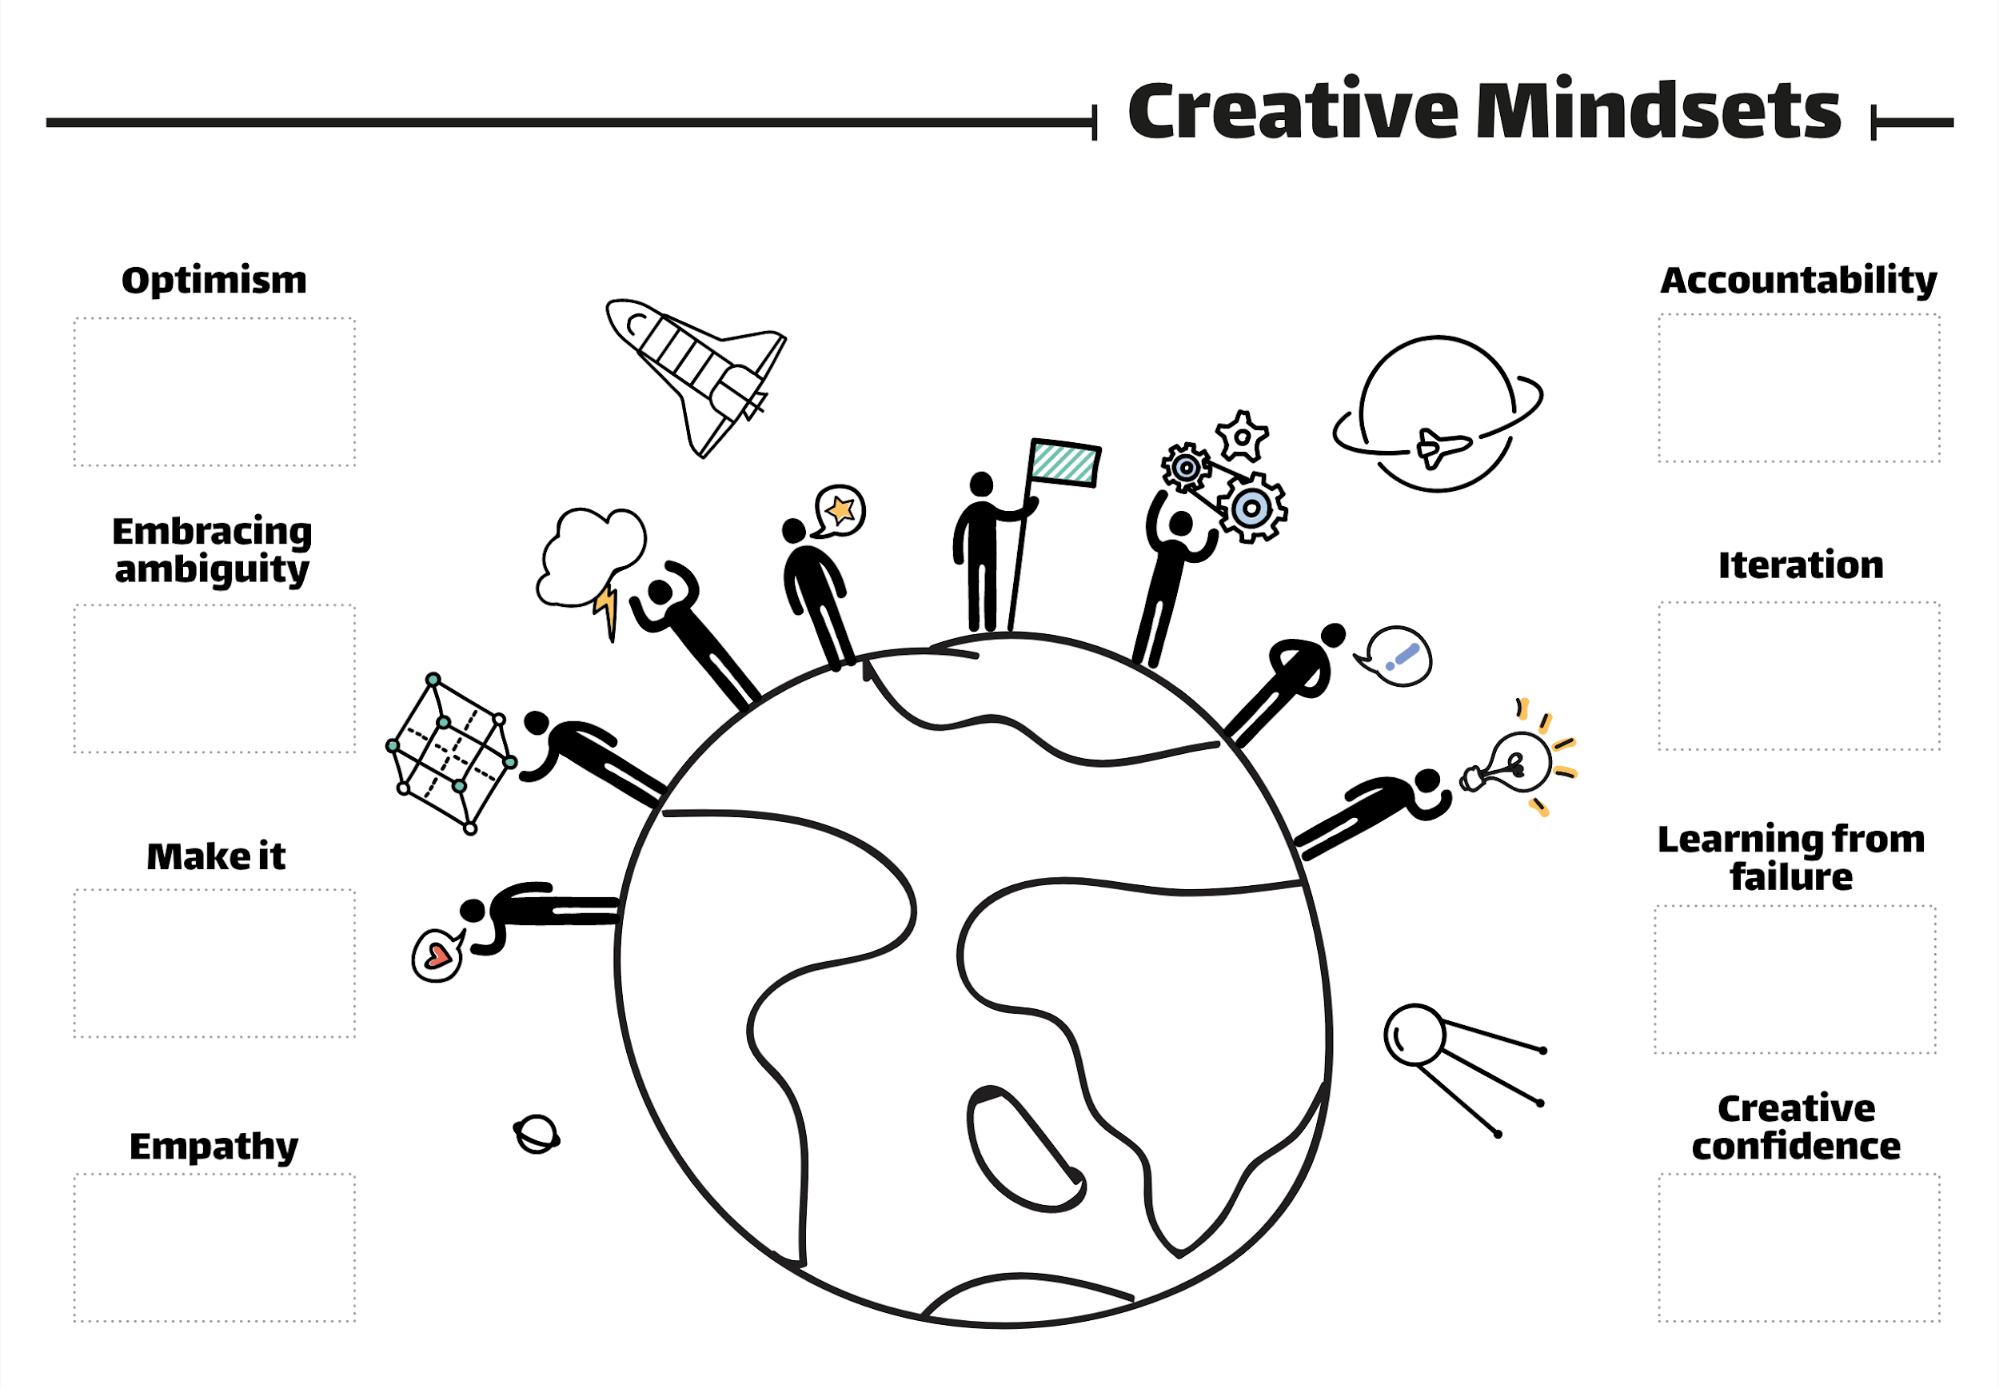 Creative Mindsets
Optimism
Embracing
ambiguity
Make it
Empathy
Accountability
Iteration
Learning from
failure
Creative
confidence